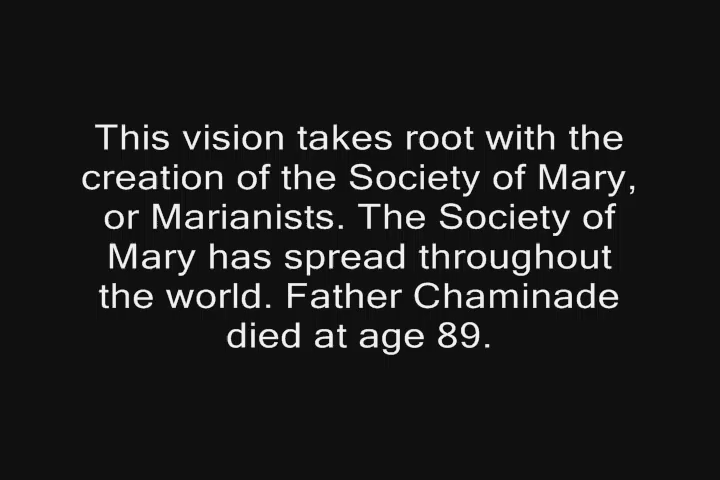 This vision takes root with the
creation of the Society of Mary,
or Marianists. The Society of
Mary has spread throughout
the world. Father Chaminade
died at age 89.